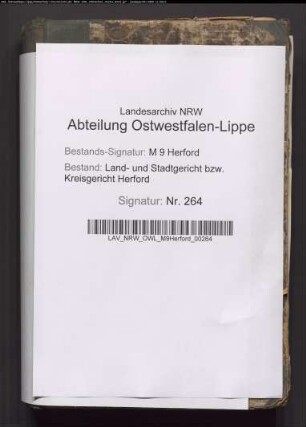 Landesarchiv NRW
Abteilung Ostwestfalen-Lippe
Bestands-Signatur: M 9 Herford
Bestand: Land- und Stadtgericht bzw.
Kreisgericht Herford
Signatur: Nr. 264
LAV_NRW_OWL_M9Herford_00264